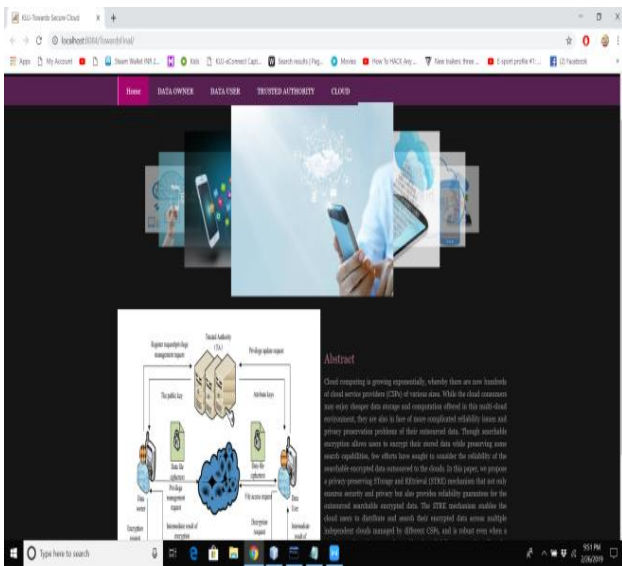 KLU-Towards Secure Cloud
localhost:8084/TowardsFinal/
Apps My Account Steam Wallet INR 2... Kids KLU-eConnect Capt... Search results | Pag... Movies How To HACK Any ... New trailers: three ... E sport profile #1: ... (2) Facebook
Home DATA OWNER DATA USER TRUSTED AUTHORITY CLOUD
Trusted Authority
(TA)
Register request/privilege
management request
Privilege update request
The public key
Attribute keys
Data file
(ciphertext)
Data file
(ciphertext)
Data
owner
Privilege
management
request
File access request
Data
User
Encryption
request
Intermediate result of
encryption
Decryption
request
Intermediate
result of
Abstract
Cloud computing is growing exponentially, whereby there are now hundreds
of cloud service providers (CSPs) of various sizes. While the cloud consumers
may enjoy cheaper data storage and computation offered in this multi-cloud
environment, they are also in face of more complicated reliability issues and
privacy preservation problems of their outsourced data. Though searchable
encryption allows users to encrypt their stored data while preserving some
search capabilities, few efforts have sought to consider the reliability of the
searchable encrypted data outsourced to the clouds. In this paper, we propose
a privacy-preserving STorage and REtrieval (STRE) mechanism that not only
ensures security and privacy but also provides reliability guarantees for the
outsourced searchable encrypted data. The STRE mechanism enables the
cloud users to distribute and search their encrypted data across multiple
independent clouds managed by different CSPs, and is robust even when a
Type here to search
9:51 PM
2/26/2019